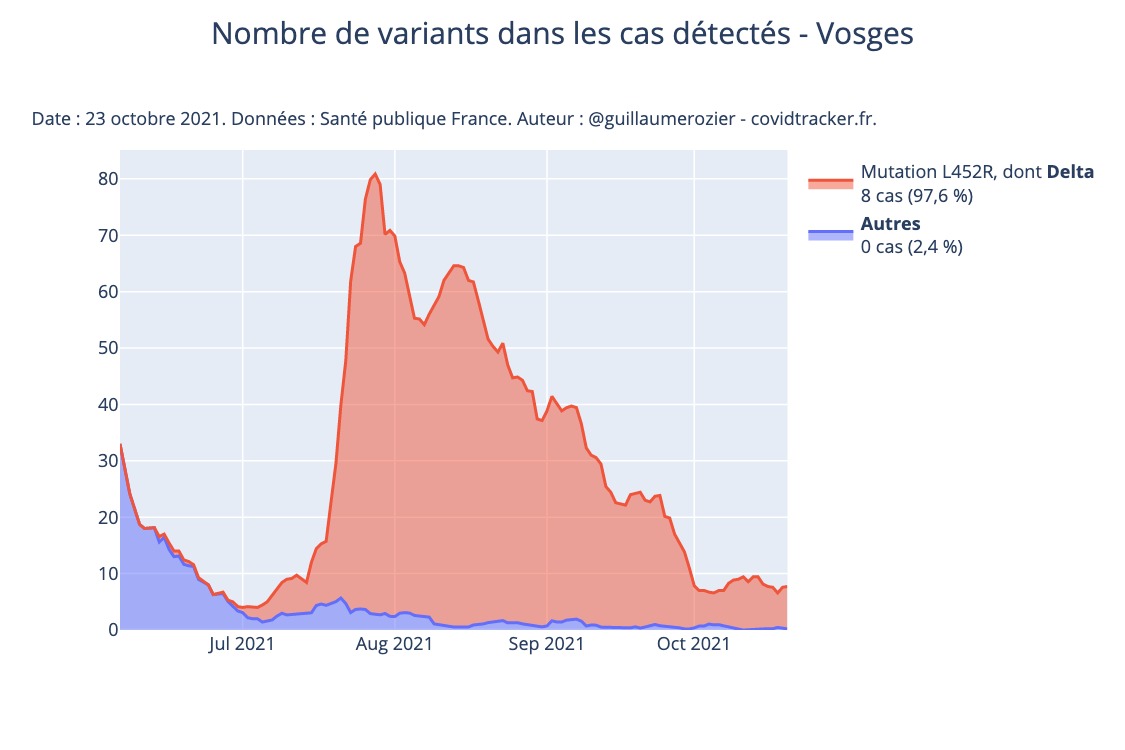 Nombre de variants dans les cas détectés - Vosges
Date : 23 octobre 2021. Données : Santé publique France. Auteur : @guillaumerozier - covidtracker.fr.
Mutation L452R, dont Delta
8 cas (97,6 %)
Autres
0 cas (2,4 %)
80
70
60
50
40
30
20
10
0
Jul 2021 Aug 2021 Sep 2021 Oct 2021